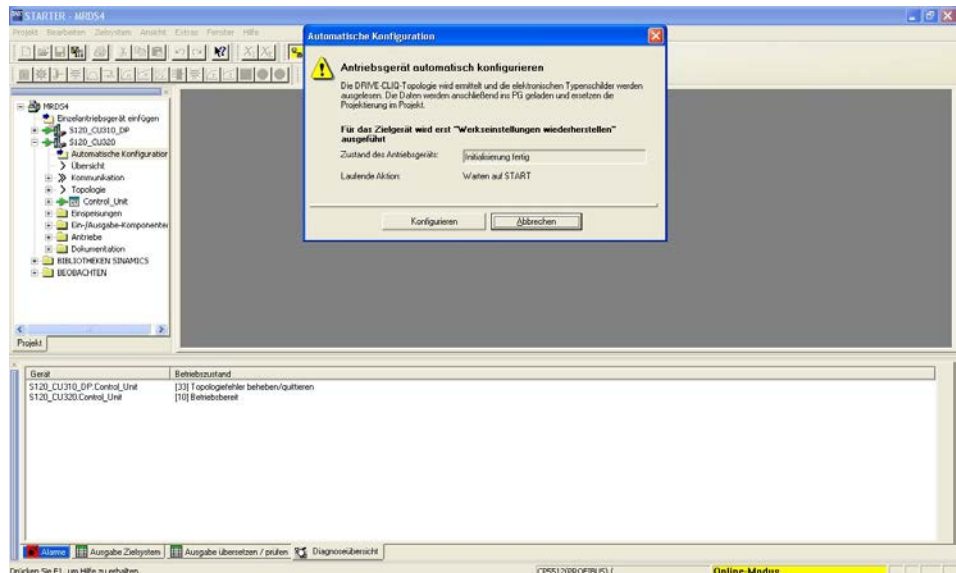 STARTER - MRDS4
Projekt Bearbeiten Zielsystem Ansicht Extras Fenster Hilfe
Automatische Konfiguration
Antriebsgerät automatisch konfigurieren
Die DRIVE-CLiQ-Topologie wird ermittelt und die elektronischen Typenschilder werden
ausgelesen. Die Daten werden anschließend ins PG geladen und ersetzen die
Projektierung im Projekt.
Für das Zielgerät wird erst "Werkseinstellungen wiederherstellen"
ausgeführt
Zustand des Antriebsgeräts: Initialisierung fertig
Laufende Aktion: Warten auf START
Konfigurieren Abbrechen
MRDS4
Einzelantriebsgerät einfügen
S120_CU310_DP
S120_CU320
Automatische Konfiguration
Übersicht
Kommunikation
Topologie
Control_Unit
Einspeisungen
Ein-/Ausgabe-Komponenten
Antriebe
Dokumentation
BIBLIOTHEKEN SINAMICS
BEOBACHTEN
Projekt
Gerät Betriebszustand
S120_CU310_DP.Control_Unit [33] Topologiefehler beheben/quittieren
S120_CU320.Control_Unit [10] Betriebsbereit
Alarme Ausgabe Zielsystem Ausgabe übersetzen / prüfen Diagnoseübersicht
Drücken Sie F1, um Hilfe zu erhalten. CP5512(PROFIBUS) Online-Modus